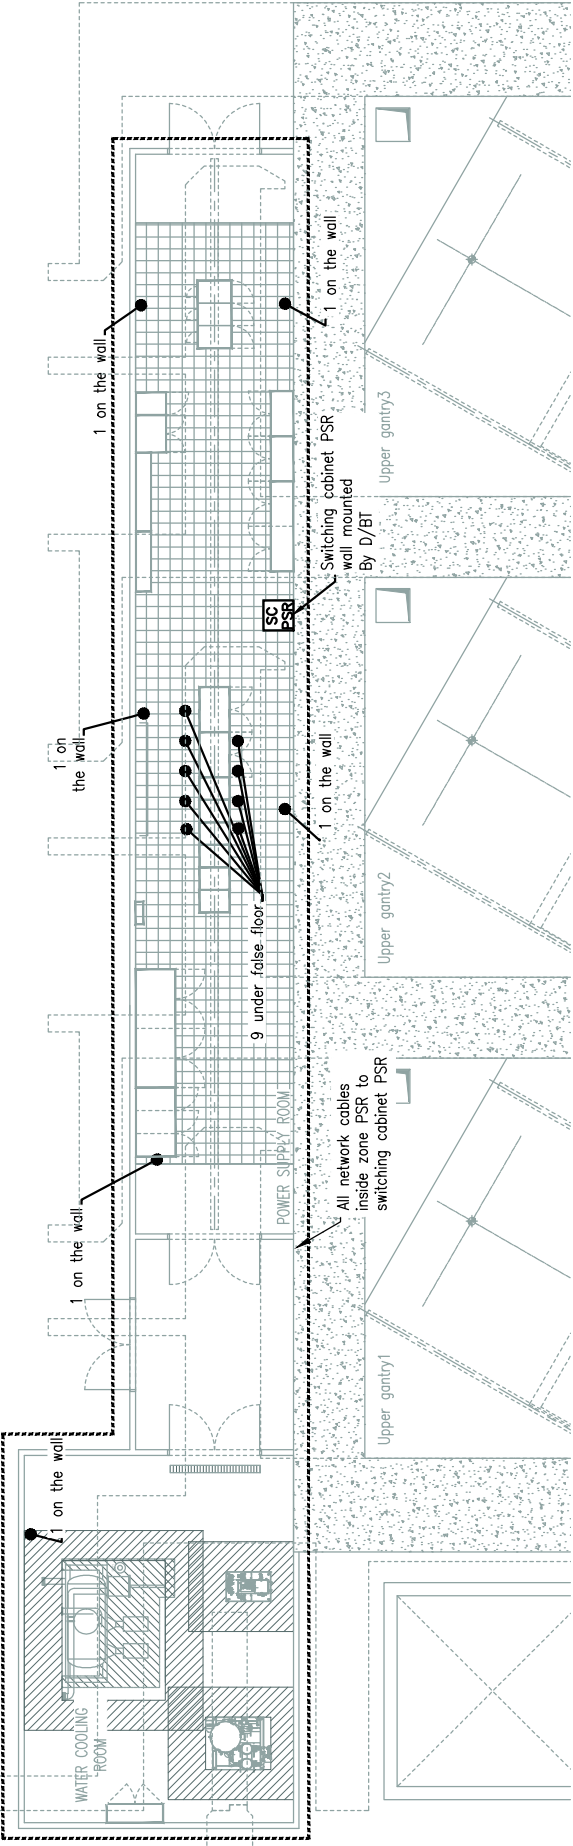 1 on the wall
1 on the wall
Upper gantry3
Switching cabinet PSR
wall mounted
By D/BT
SC
PSR
1 on
the wall
1 on the wall
Upper gantry2
9 under false floor
All network cables
inside zone PSR to
switching cabinet PSR
POWER SUPPLY ROOM
1 on the wall
Upper gantry1
1 on the wall
WATER COOLING
ROOM